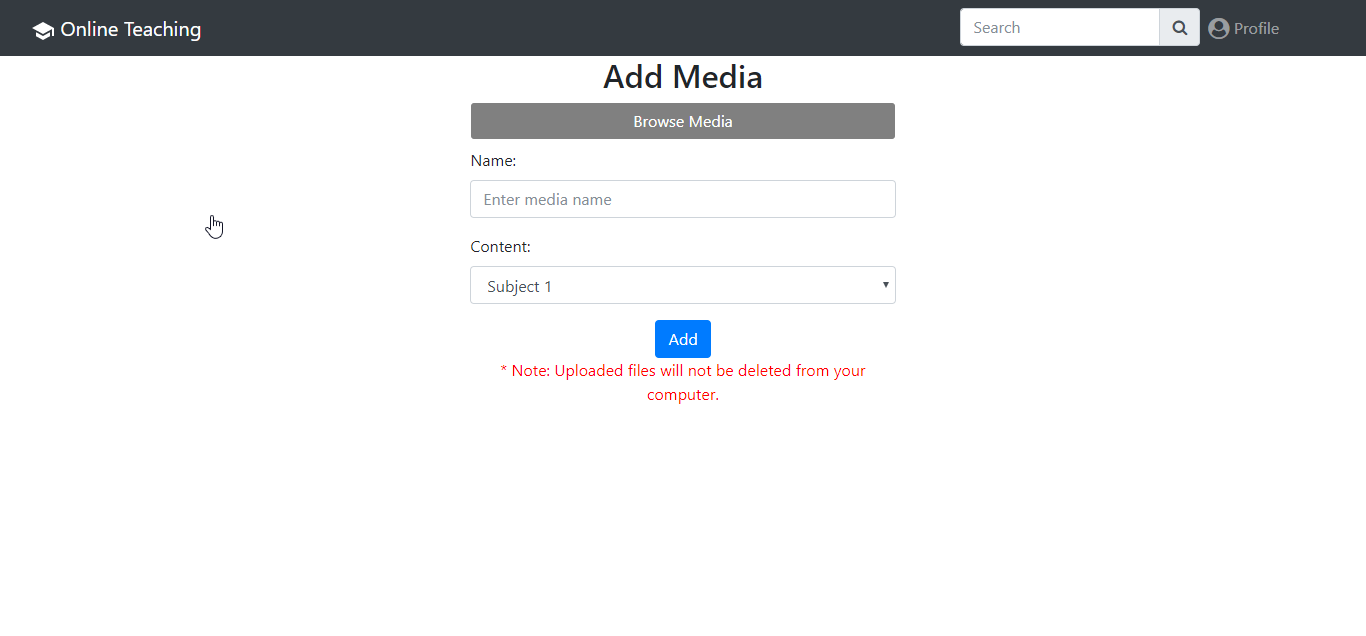 Online Teaching
Search
Profile
Add Media
Browse Media
Name:
Enter media name
Content:
Subject 1
Add
* Note: Uploaded files will not be deleted from your
computer.